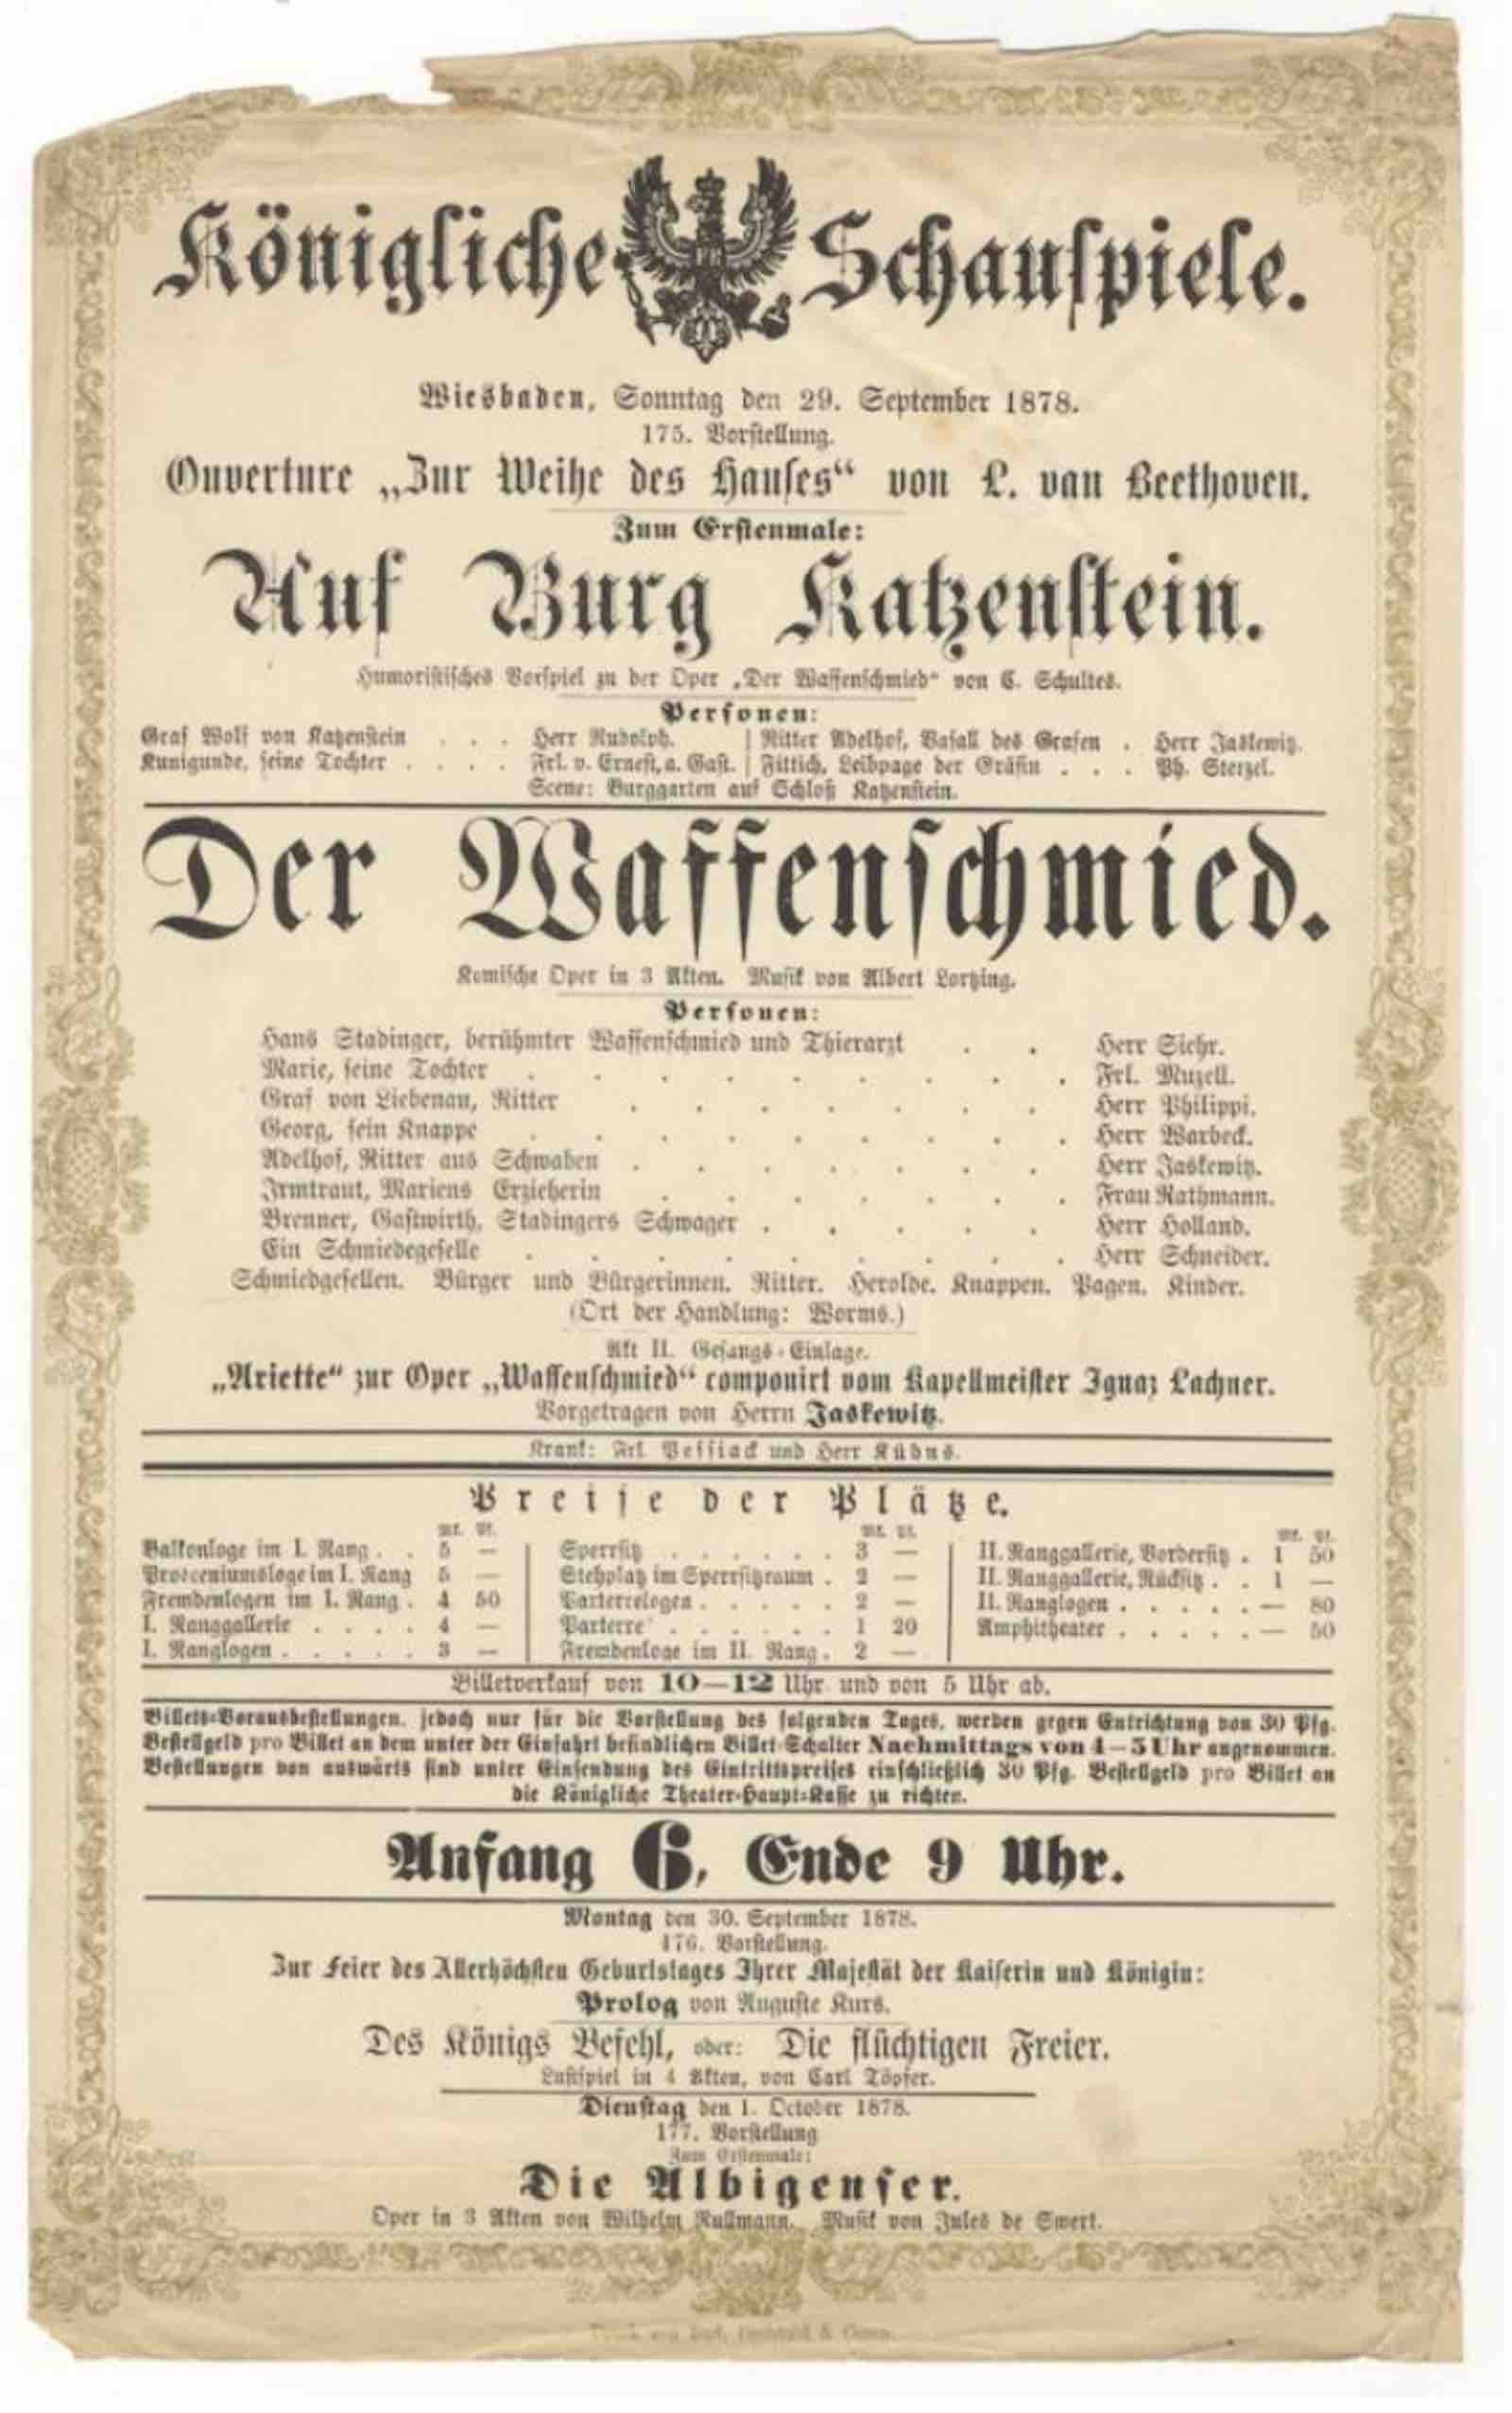 Königliche Schauspiele.
Wiesbaden, Sonntag den 29. September 1878.
175. Vorstellung.
Ouverture „Zur Weihe des Hauses“ von L. van Beethoven.
Zum Erstenmale:
Auf Burg Katzenstein.
Humoristisches Vorspiel zu der Oper „Der Waffenschmied“ von C. Schultes.
Personen:
Graf Wolf von Katzenstein . . . Herr Rudolph. | Ritter Adelhof, Vasall des Grafen . Herr Jaskewitz.
Kunigunde, seine Tochter . . . . Frl. v. Ernest, a. Gast. | Fittich, Leibpage der Gräfin . . . Ph. Sterzel.
Scene: Burggarten auf Schloß Katzenstein.
Der Waffenschmied.
Komische Oper in 3 Akten. Musik von Albert Lortzing.
Personen:
Hans Stadinger, berühmter Waffenschmied und Thierarzt . . Herr Siehr.
Marie, seine Tochter . . . . . . . . . Frl. Muzell.
Graf von Liebenau, Ritter . . . . . . . Herr Philippi.
Georg, sein Knappe . . . . . . . . . Herr Warbeck.
Adelhof, Ritter aus Schwaben . . . . . . . Herr Jaskewitz.
Irmtraut, Mariens Erzieherin . . . . . . . Frau Rathmann.
Brenner, Gastwirth, Stadingers Schwager . . . . . Herr Holland.
Ein Schmiedegeselle . . . . . . . . . Herr Schneider.
Schmiedgesellen. Bürger und Bürgerinnen. Ritter. Herolde. Knappen. Pagen. Kinder.
(Ort der Handlung: Worms.)
Akt II. Gesangs-Einlage.
„Ariette“ zur Oper „Waffenschmied“ componirt vom Kapellmeister Ignaz Lachner.
Vorgetragen von Herrn Jaskewitz.
Krank: Frl. Vessiack und Herr Kühns.
Preise der Plätze.
Mk. Pf. Mk. Pf. Mk. Pf.
Balkonloge im I. Rang . . 5 — | Sperrsitz . . . . . . 3 — | II. Ranggallerie, Vordersitz . 1 50
Prosceniumsloge im I. Rang 5 — | Stehplatz im Sperrsitzraum . 2 — | II. Ranggallerie, Rücksitz . . 1 —
Fremdenlogen im I. Rang . 4 50 | Parterrelogen . . . . . 2 — | II. Ranglogen . . . . . — 80
I. Ranggallerie . . . . 4 — | Parterre . . . . . . 1 20 | Amphitheater . . . . . — 50
I. Ranglogen . . . . . 3 — | Fremdenloge im II. Rang . 2 —
Billetverkauf von 10—12 Uhr und von 5 Uhr ab.
Billets-Vorausbestellungen, jedoch nur für die Vorstellung des folgenden Tages, werden gegen Entrichtung von 30 Pfg.
Bestellgeld pro Billet an dem unter der Einfahrt befindlichen Billet-Schalter Nachmittags von 4—5 Uhr angenommen.
Bestellungen von auswärts sind unter Einsendung des Eintrittspreises einschließlich 30 Pfg. Bestellgeld pro Billet an
die Königliche Theater-Haupt-Kasse zu richten.
Anfang 6, Ende 9 Uhr.
Montag den 30. September 1878.
176. Vorstellung.
Zur Feier des Allerhöchsten Geburtstages Ihrer Majestät der Kaiserin und Königin:
Prolog von Auguste Kurs.
Des Königs Befehl, oder: Die flüchtigen Freier.
Lustspiel in 4 Akten, von Carl Töpfer.
Dienstag den 1. October 1878.
177. Vorstellung
Zum Erstenmale:
Die Albigenser.
Oper in 3 Akten von Wilhelm Rullmann. Musik von Jules de Swert.